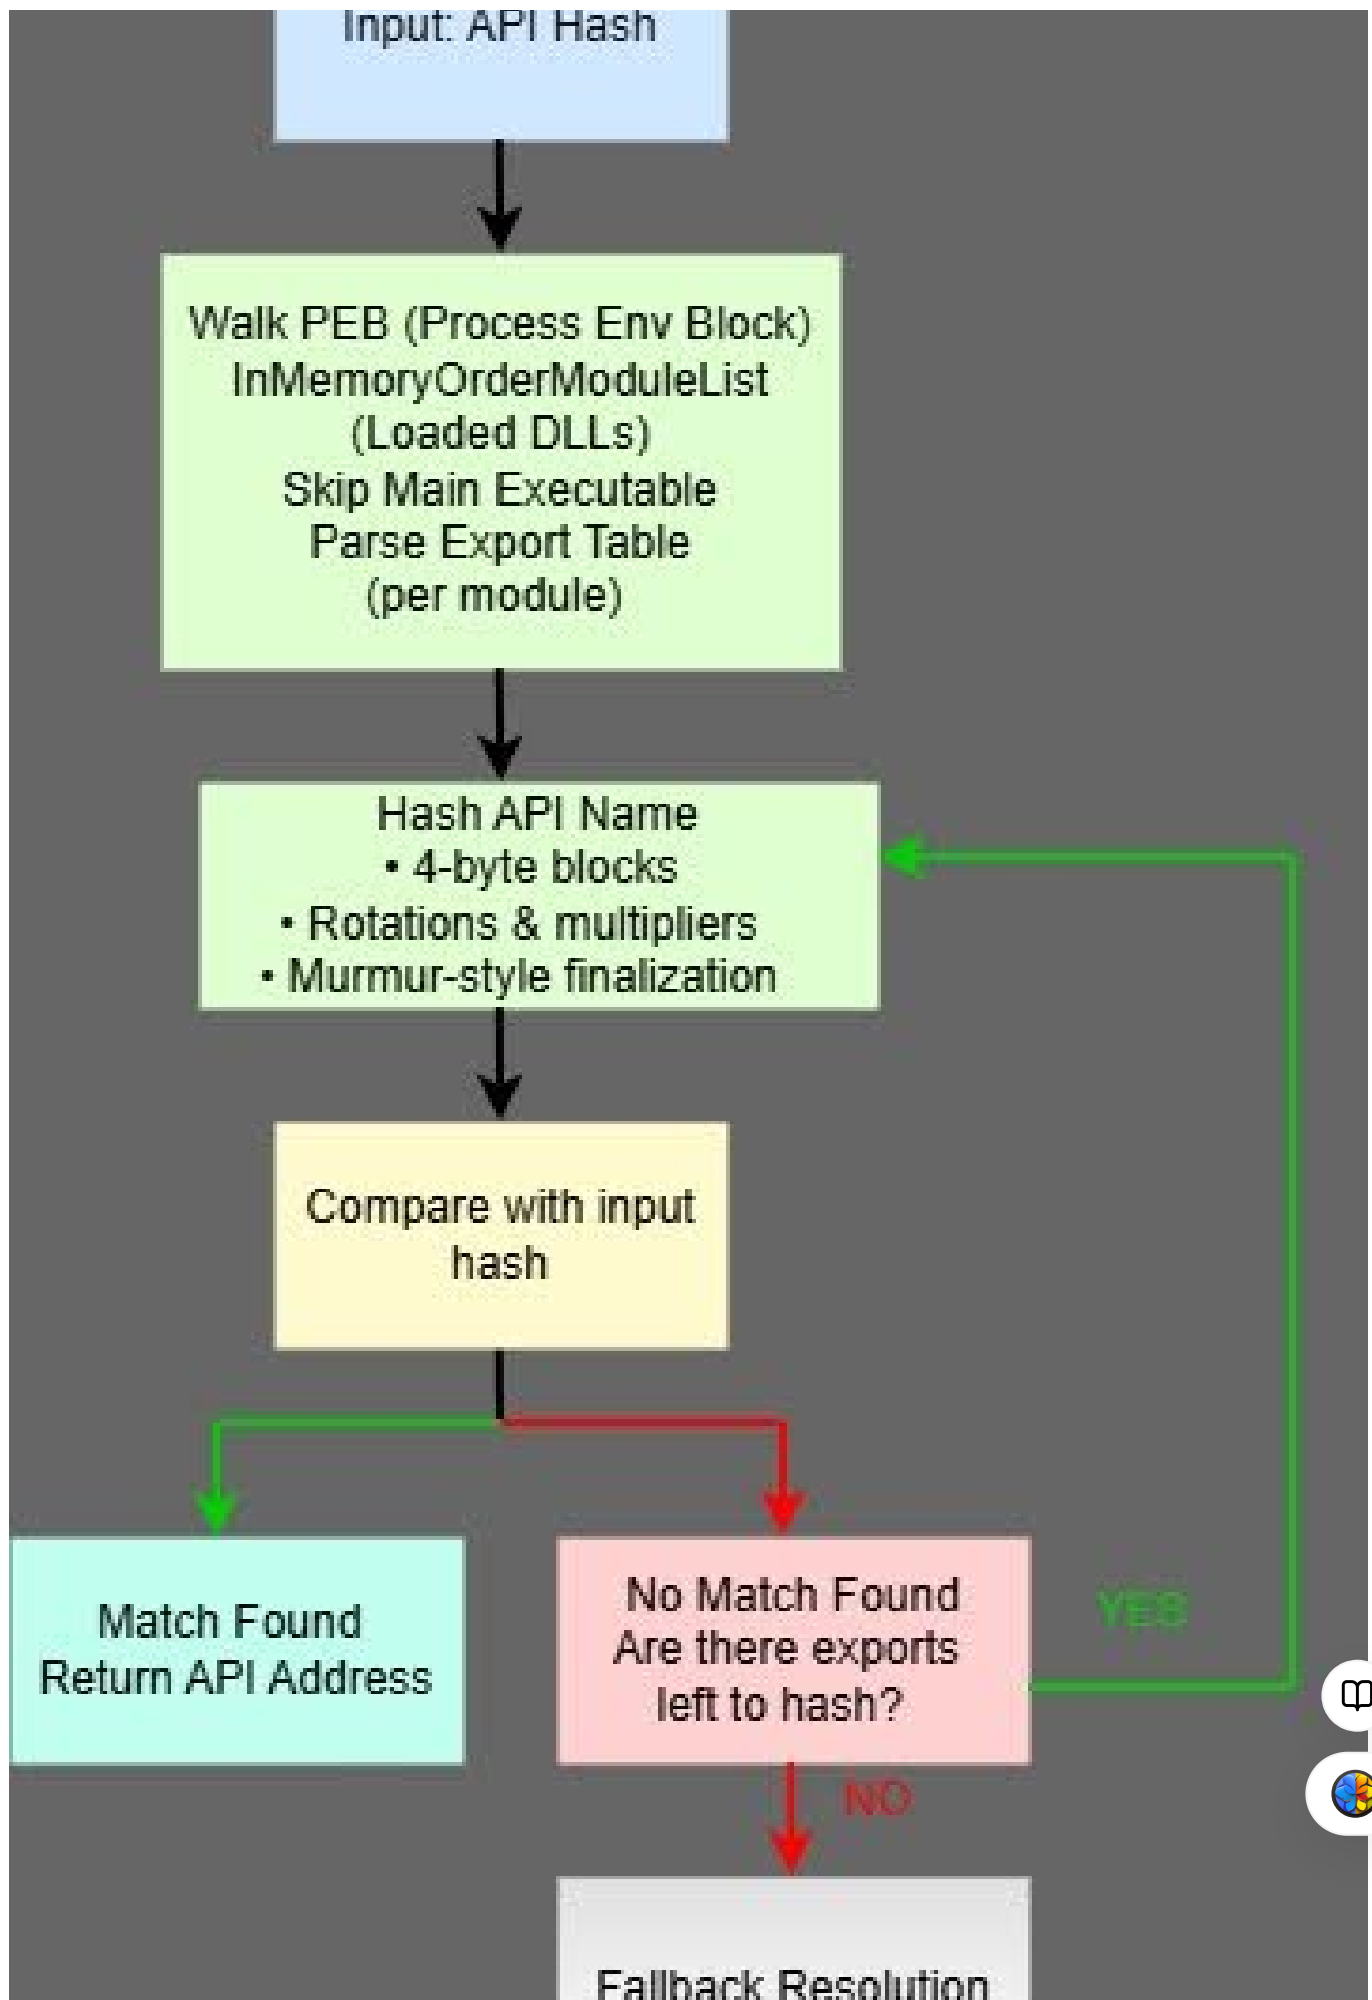 Input: API Hash
Walk PEB (Process Env Block)
InMemoryOrderModuleList
(Loaded DLLs)
Skip Main Executable
Parse Export Table
(per module)
Hash API Name
• 4-byte blocks
• Rotations & multipliers
• Murmur-style finalization
Compare with input
hash
Match Found
Return API Address
No Match Found
Are there exports
left to hash?
YES
NO
Fallback Resolution